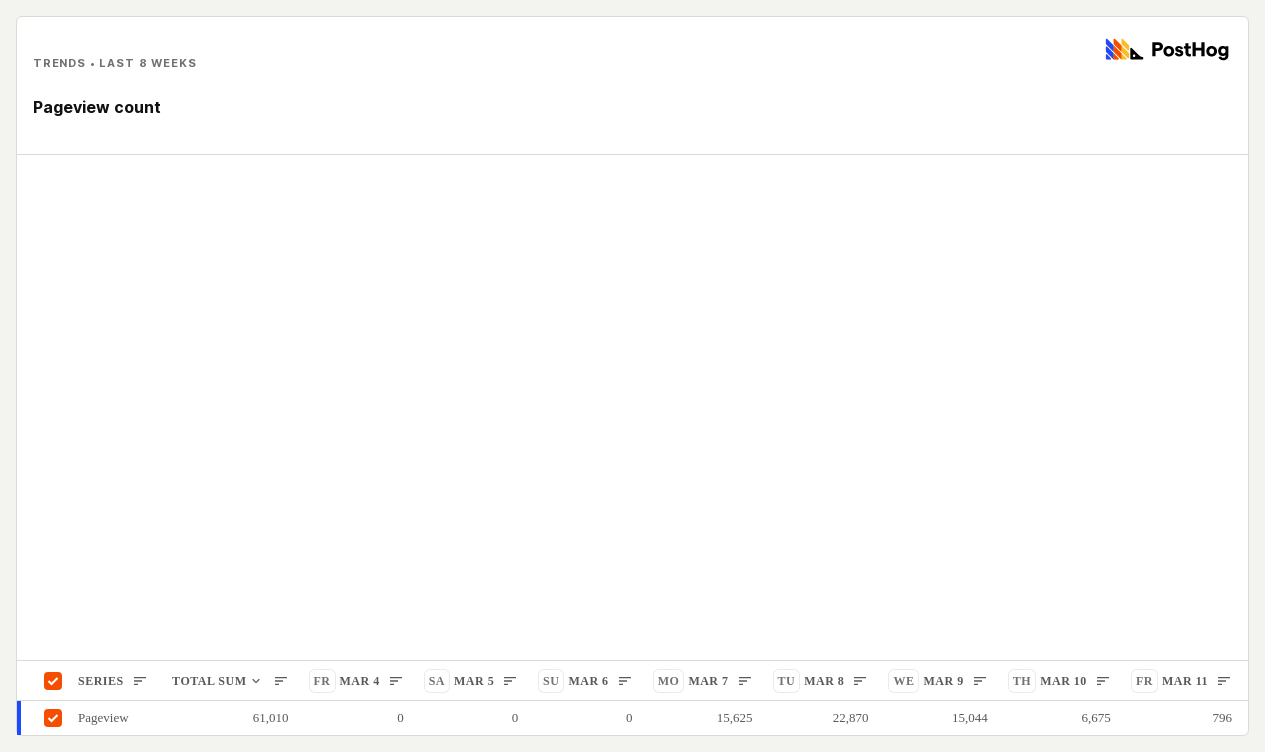 TRENDS • LAST 8 WEEKS
PostHog
Pageview count
SERIES TOTAL SUM FR MAR 4 SA MAR 5 SU MAR 6 MO MAR 7 TU MAR 8 WE MAR 9 TH MAR 10 FR MAR 11
Pageview 61,010 0 0 0 15,625 22,870 15,044 6,675 796